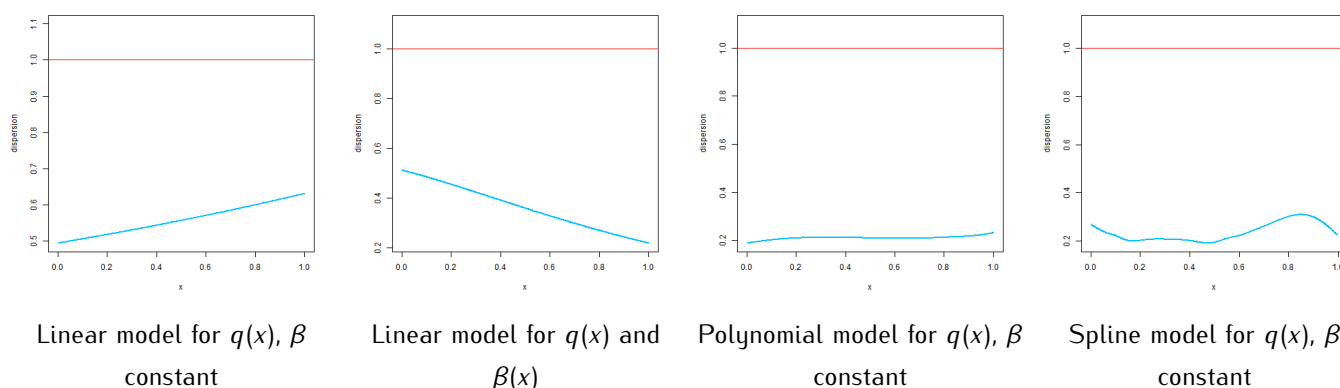 1.1
1.0
0.9
0.8
0.7
0.6
0.5
dispersion
0.0 0.2 0.4 0.6 0.8 1.0
x
1.0
0.8
0.6
0.4
0.2
dispersion
0.0 0.2 0.4 0.6 0.8 1.0
x
1.0
0.8
0.6
0.4
0.2
dispersion
0.0 0.2 0.4 0.6 0.8 1.0
x
1.0
0.8
0.6
0.4
0.2
dispersion
0.0 0.2 0.4 0.6 0.8 1.0
x
Linear model for q(x), β
constant
Linear model for q(x) and
β(x)
Polynomial model for q(x), β
constant
Spline model for q(x), β
constant